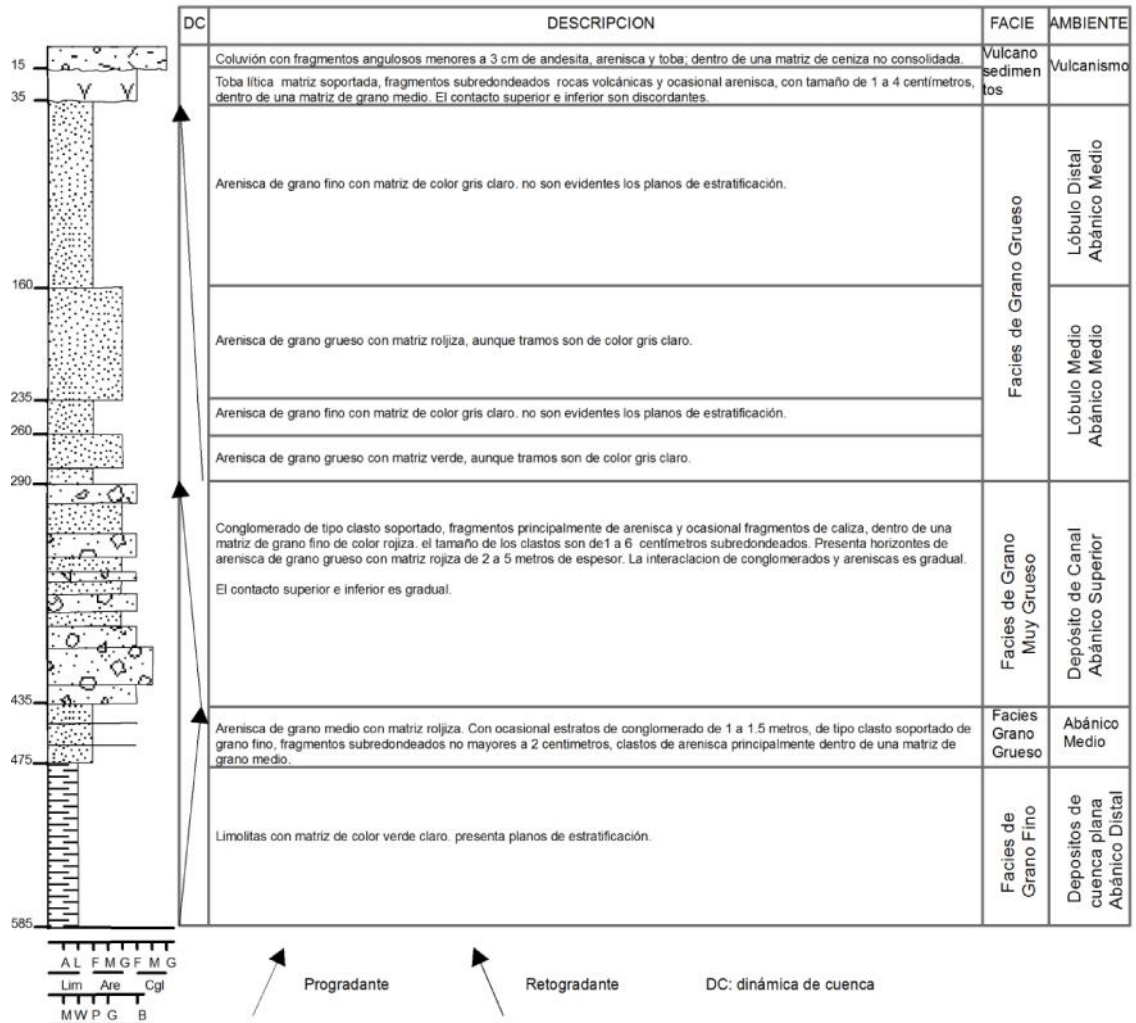 DC
DESCRIPCION
FACIE
AMBIENTE
15
Coluvión con fragmentos angulosos menores a 3 cm de andesita, arenisca y toba; dentro de una matriz de ceniza no consolidada.
Vulcano
sedimen
tos
Vulcanismo
35
Toba lítica matriz soportada, fragmentos subredondeados rocas volcánicas y ocasional arenisca, con tamaño de 1 a 4 centímetros,
dentro de una matriz de grano medio. El contacto superior e inferior son discordantes.
Arenisca de grano fino con matriz de color gris claro. no son evidentes los planos de estratificación.
Facies de Grano Grueso
Lóbulo Distal
Abánico Medio
160
Arenisca de grano grueso con matriz roljiza, aunque tramos son de color gris claro.
Lóbulo Medio
Abánico Medio
235
Arenisca de grano fino con matriz de color gris claro. no son evidentes los planos de estratificación.
260
Arenisca de grano grueso con matriz verde, aunque tramos son de color gris claro.
290
Conglomerado de tipo clasto soportado, fragmentos principalmente de arenisca y ocasional fragmentos de caliza, dentro de una
matriz de grano fino de color rojiza. el tamaño de los clastos son de1 a 6 centímetros subredondeados. Presenta horizontes de
arenisca de grano grueso con matriz rojiza de 2 a 5 metros de espesor. La interaclacion de conglomerados y areniscas es gradual.
El contacto superior e inferior es gradual.
Facies de Grano
Muy Grueso
Depósito de Canal
Abánico Superior
435
Arenisca de grano medio con matriz roljiza. Con ocasional estratos de conglomerado de 1 a 1.5 metros, de tipo clasto soportado de
grano fino, fragmentos subredondeados no mayores a 2 centimetros, clastos de arenisca principalmente dentro de una matriz de
grano medio.
Facies
Grano
Grueso
Abánico
Medio
475
Limolitas con matriz de color verde claro. presenta planos de estratificación.
Facies de
Grano Fino
Depositos de
cuenca plana
Abánico Distal
585
A L F M G F M G
Lim Are Cgl
M W P G B
Progradante
Retogradante
DC: dinámica de cuenca